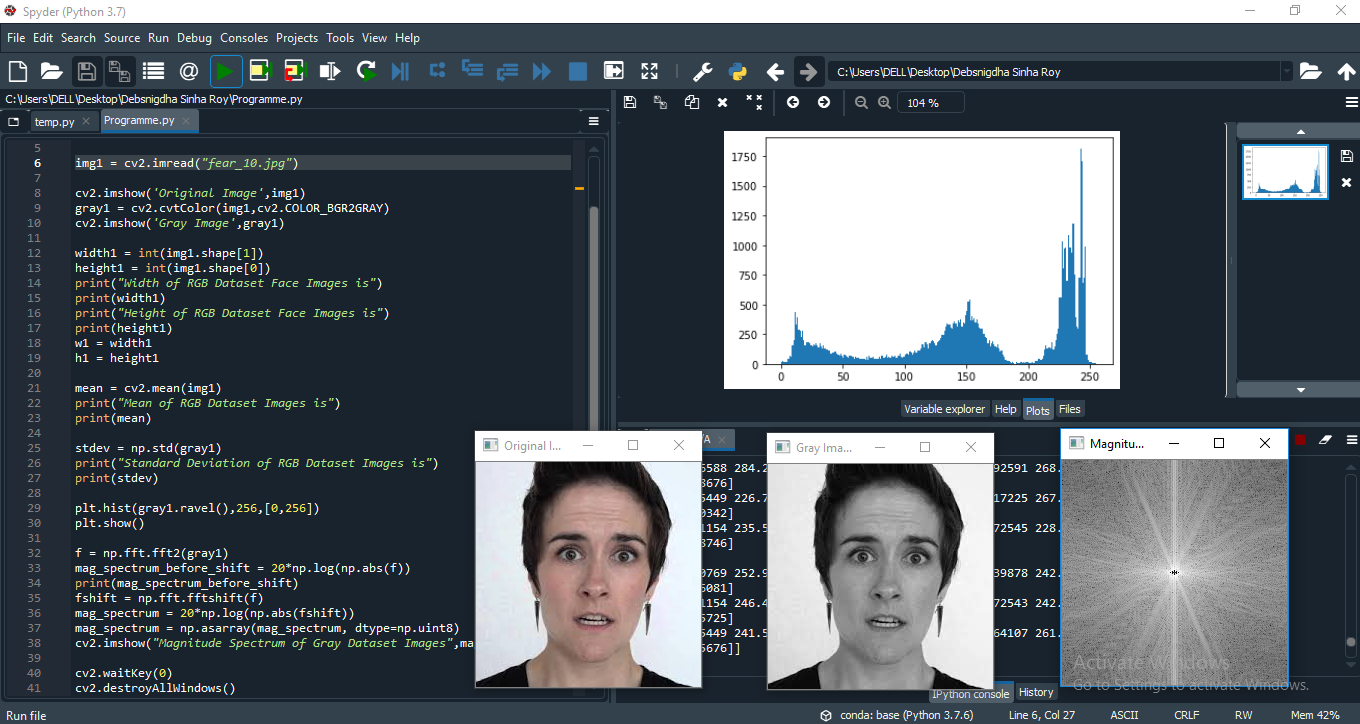 Spyder (Python 3.7)
File Edit Search Source Run Debug Consoles Projects Tools View Help
C:\Users\DELL\Desktop\Debsnigdha Sinha Roy
C:\Users\DELL\Desktop\Debsnigdha Sinha Roy\Programme.py
temp.py Programme.py
5
6 img1 = cv2.imread("fear_10.jpg")
7
8 cv2.imshow('Original Image',img1)
9 gray1 = cv2.cvtColor(img1,cv2.COLOR_BGR2GRAY)
10 cv2.imshow('Gray Image',gray1)
11
12 width1 = int(img1.shape[1])
13 height1 = int(img1.shape[0])
14 print("Width of RGB Dataset Face Images is")
15 print(width1)
16 print("Height of RGB Dataset Face Images is")
17 print(height1)
18 w1 = width1
19 h1 = height1
20
21 mean = cv2.mean(img1)
22 print("Mean of RGB Dataset Images is")
23 print(mean)
24
25 stdev = np.std(gray1)
26 print("Standard Deviation of RGB Dataset Images is")
27 print(stdev)
28
29 plt.hist(gray1.ravel(),256,[0,256])
30 plt.show()
31
32 f = np.fft.fft2(gray1)
33 mag_spectrum_before_shift = 20*np.log(np.abs(f))
34 print(mag_spectrum_before_shift)
35 fshift = np.fft.fftshift(f)
36 mag_spectrum = 20*np.log(np.abs(fshift))
37 mag_spectrum = np.asarray(mag_spectrum, dtype=np.uint8)
38 cv2.imshow("Magnitude Spectrum of Gray Dataset Images",ma
39
40 cv2.waitKey(0)
41 cv2.destroyAllWindows()
104 %
1750
1500
1250
1000
750
500
250
0
0 50 100 150 200 250
Variable explorer Help Plots Files
/A
Original I...
Gray Ima...
Magnitu...
5588 284.2
8676]
5449 226.7
0342]
1154 235.5
8746]
0769 252.9
5081]
1154 246.4
5725]
5449 241.5
5676]]
92591 268.
17225 267.
72545 228.
39878 242.
72543 242.
64107 261.
Activate Windows
Go to Settings to activate Windows.
IPython console History
Run file
conda: base (Python 3.7.6) Line 6, Col 27 ASCII CRLF RW Mem 42%